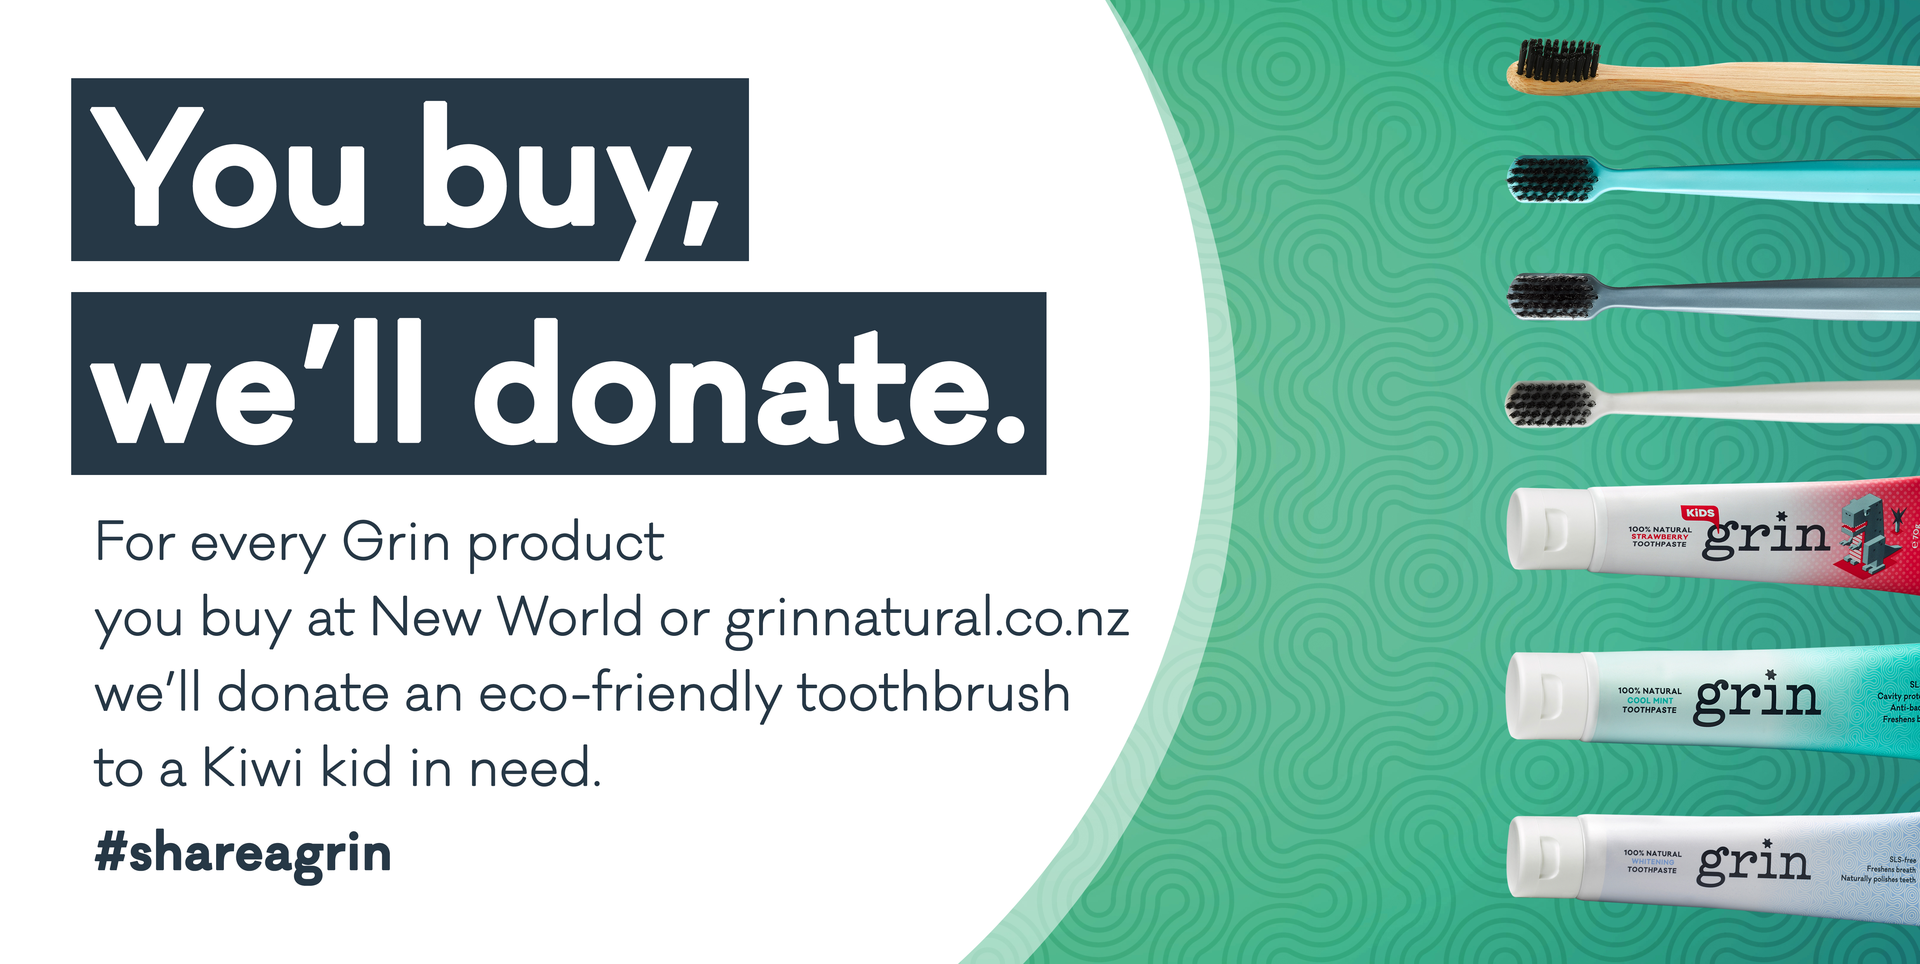 You buy,
we’ll donate.
For every Grin product
you buy at New World or grinnatural.co.nz
we’ll donate an eco-friendly toothbrush
to a Kiwi kid in need.
#shareagrin
KiDS
100% NATURAL
STRAWBERRY
TOOTHPASTE
grin
℮70g
100% NATURAL
COOL MINT
TOOTHPASTE
grin
Freshens
100% NATURAL
WHITENING
TOOTHPASTE
grin
SLS-free
Freshens breath
Naturally polishes teeth